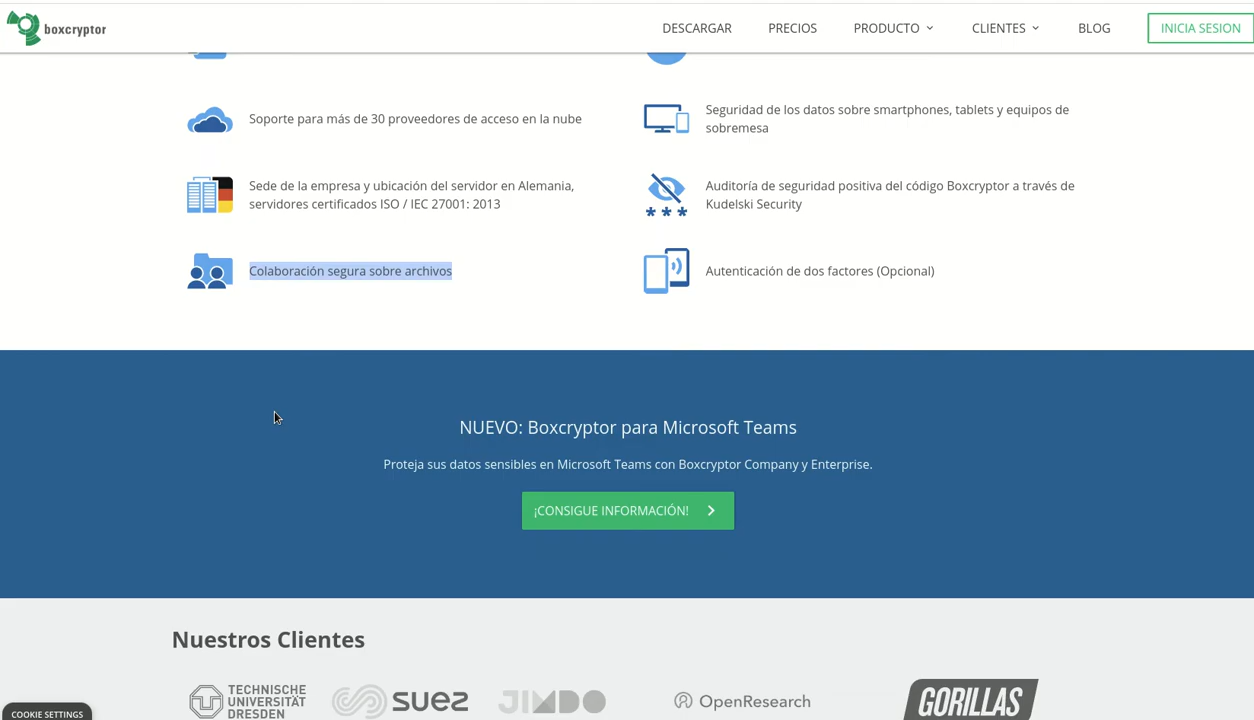 boxcryptor
DESCARGAR PRECIOS PRODUCTO CLIENTES BLOG INICIA SESION
Soporte para más de 30 proveedores de acceso en la nube
Seguridad de los datos sobre smartphones, tablets y equipos de
sobremesa
Sede de la empresa y ubicación del servidor en Alemania,
servidores certificados ISO / IEC 27001: 2013
Auditoría de seguridad positiva del código Boxcryptor a través de
Kudelski Security
Colaboración segura sobre archivos
Autenticación de dos factores (Opcional)
NUEVO: Boxcryptor para Microsoft Teams
Proteja sus datos sensibles en Microsoft Teams con Boxcryptor Company y Enterprise.
¡CONSIGUE INFORMACIÓN!
Nuestros Clientes
TECHNISCHE
UNIVERSITÄT
DRESDEN
suez
JIMDO
OpenResearch
GORILLAS
COOKIE SETTINGS